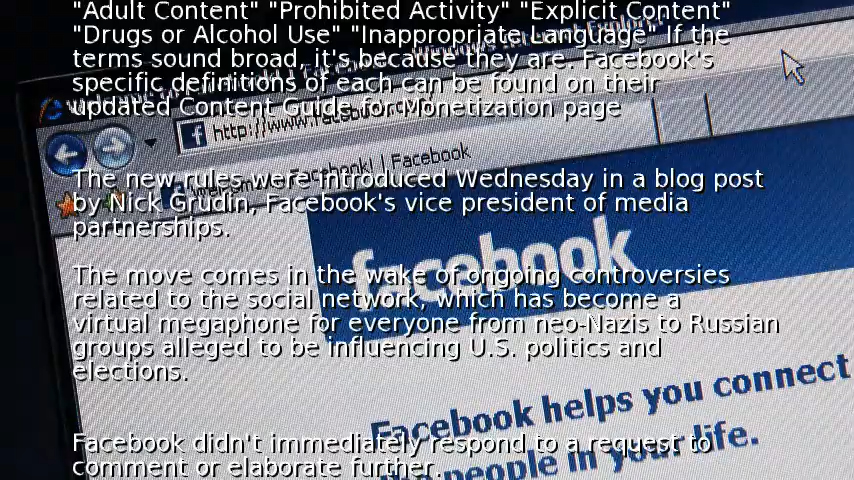 "Adult Content" "Prohibited Activity" "Explicit Content"
"Drugs or Alcohol Use" "Inappropriate Language" If the
terms sound broad, it's because they are. Facebook's
specific definitions of each can be found on their
updated Content Guide for Monetization page
http://www.facebook.com/
| Facebook
The new rules were introduced Wednesday in a blog post
by Nick Grudin, Facebook's vice president of media
partnerships.
facebook
The move comes in the wake of ongoing controversies
related to the social network, which has become a
virtual megaphone for everyone from neo-Nazis to Russian
groups alleged to be influencing U.S. politics and
elections.
Facebook helps you connect
people in your life.
Facebook didn't immediately respond to a request to
comment or elaborate further.